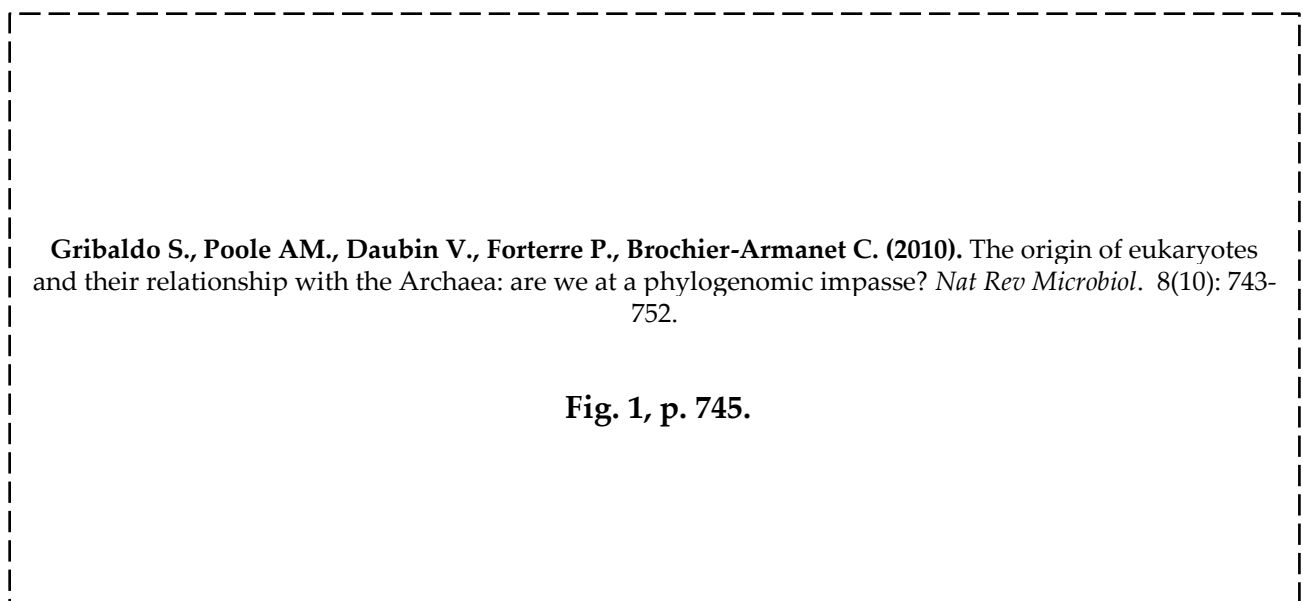 Gribaldo S., Poole AM., Daubin V., Forterre P., Brochier-Armanet C. (2010). The origin of eukaryotes
and their relationship with the Archaea: are we at a phylogenomic impasse? Nat Rev Microbiol. 8(10): 743-
752.
Fig. 1, p. 745.